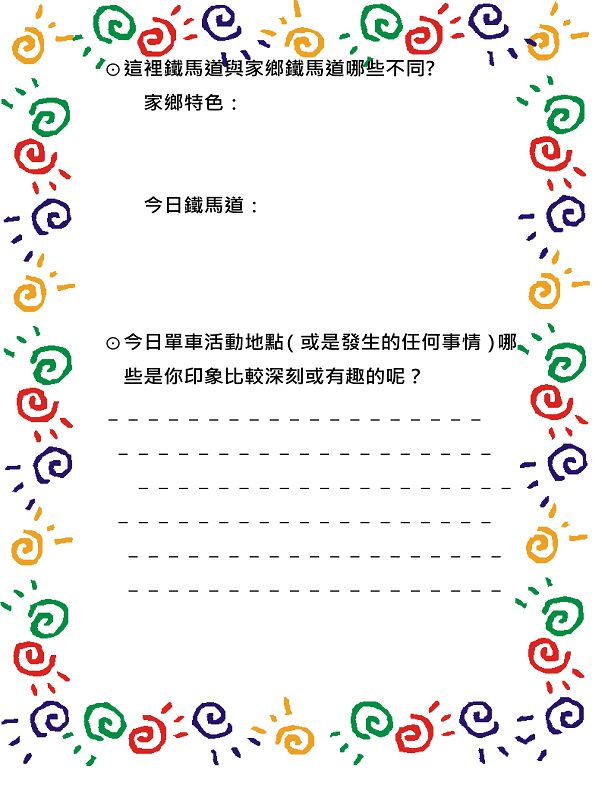 ⊙這裡鐵馬道與家鄉鐵馬道哪些不同?
家鄉特色：
今日鐵馬道：
⊙今日單車活動地點(或是發生的任何事情)哪
些是你印象比較深刻或有趣的呢？